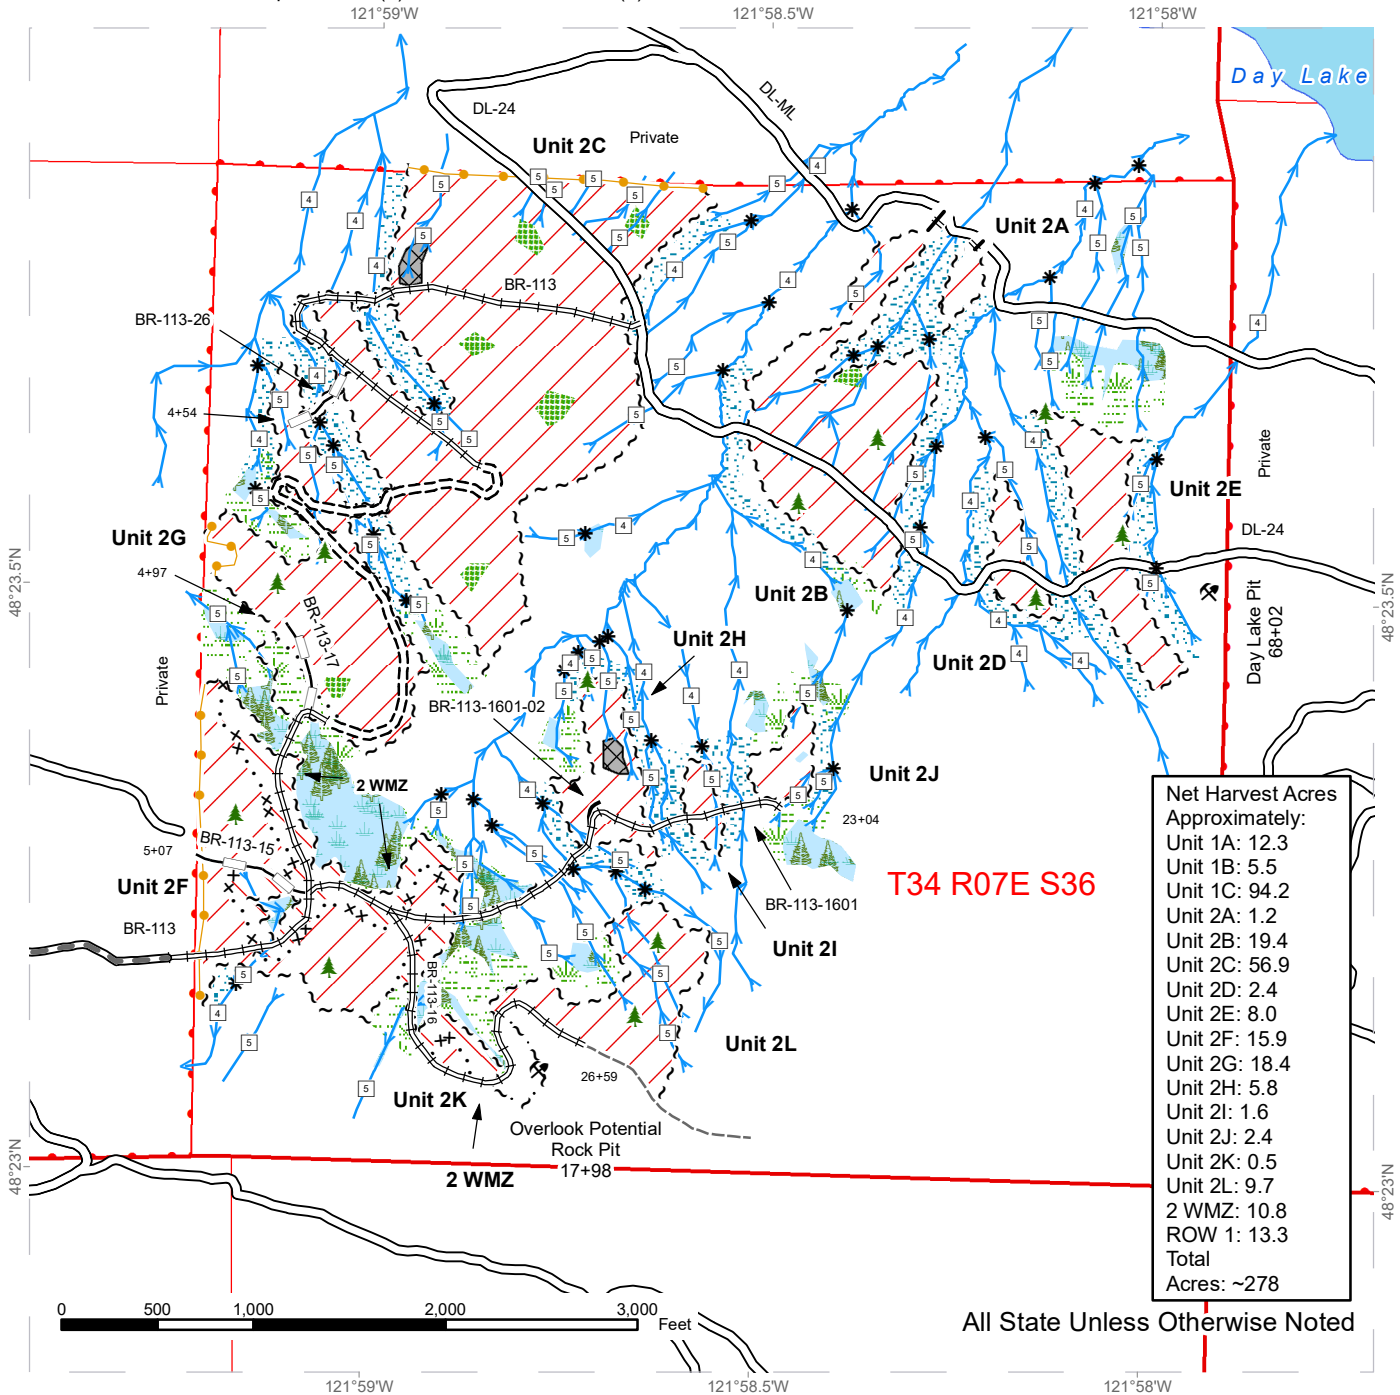 121°59'W
121°58.5'W
121°58'W
Day Lake
DL-24
DL-ML
Unit 2C
Private
Unit 2A
BR-113
BR-113-26
4+54
Private
Unit 2E
DL-24
Unit 2G
4+97
48°23.5'N
48°23.5'N
BR-113-17
Unit 2B
Unit 2H
Unit 2D
Day Lake Pit
68+02
Private
BR-113-1601-02
2 WMZ
Unit 2J
23+04
BR-113-15
5+07
Unit 2F
T34 R07E S36
BR-113-1601
BR-113
Unit 2I
BR-113-16
Unit 2L
26+59
Unit 2K
Overlook Potential
Rock Pit
17+98
2 WMZ
48°23'N
48°23'N
Net Harvest Acres
Approximately:
Unit 1A: 12.3
Unit 1B: 5.5
Unit 1C: 94.2
Unit 2A: 1.2
Unit 2B: 19.4
Unit 2C: 56.9
Unit 2D: 2.4
Unit 2E: 8.0
Unit 2F: 15.9
Unit 2G: 18.4
Unit 2H: 5.8
Unit 2I: 1.6
Unit 2J: 2.4
Unit 2K: 0.5
Unit 2L: 9.7
2 WMZ: 10.8
ROW 1: 13.3
Total
Acres: ~278
0 500 1,000 2,000 3,000
Feet
All State Unless Otherwise Noted
121°59'W
121°58.5'W
121°58'W